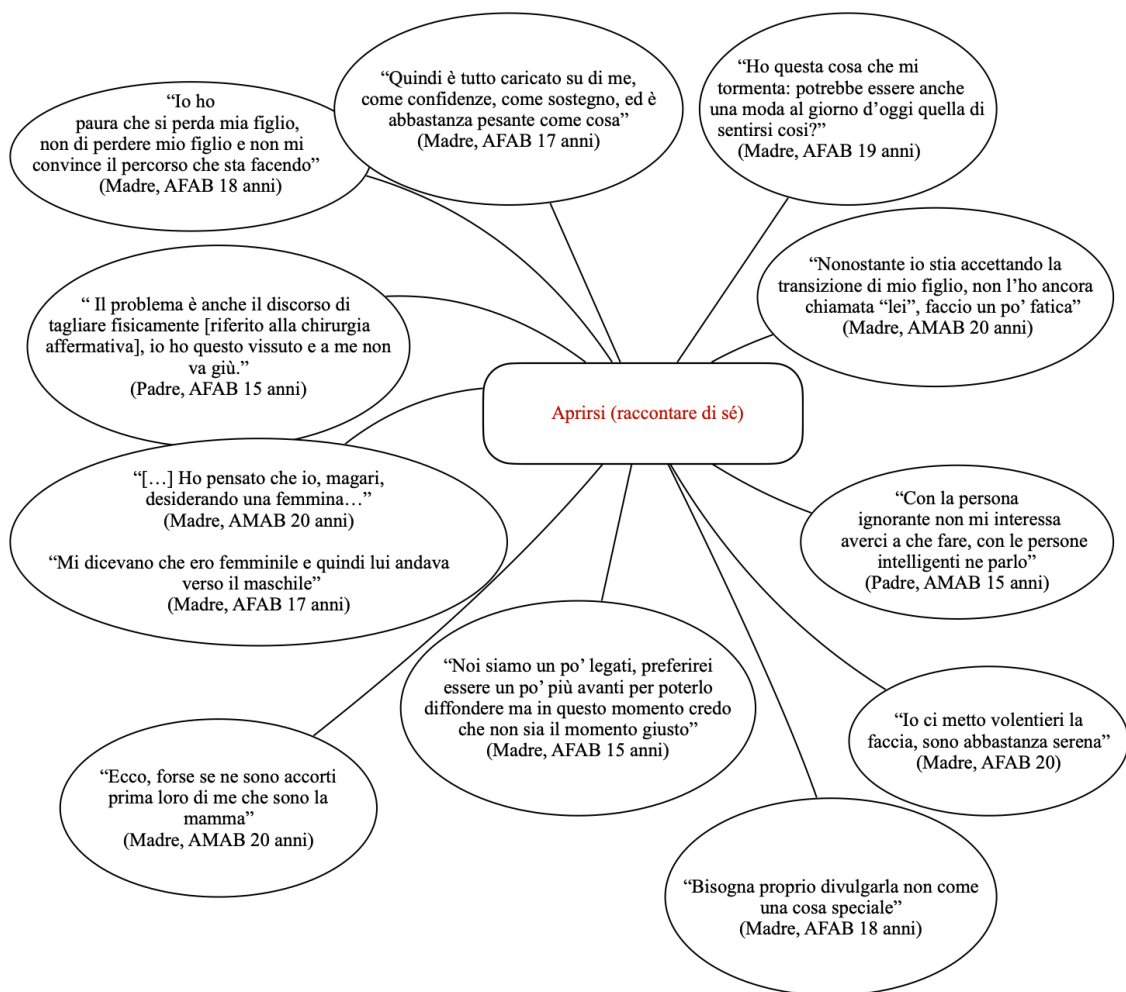 “Io ho
paura che si perda mia figlio,
non di perdere mio figlio e non mi
convince il percorso che sta facendo”
(Madre, AFAB 18 anni)
“Quindi è tutto caricato su di me,
come confidenze, come sostegno, ed è
abbastanza pesante come cosa”
(Madre, AFAB 17 anni)
“Ho questa cosa che mi
tormenta: potrebbe essere anche
una moda al giorno d’oggi quella di
sentirsi cosi?”
(Madre, AFAB 19 anni)
“Nonostante io stia accettando la
transizione di mio figlio, non l’ho ancora
chiamata “lei”, faccio un po’ fatica”
(Madre, AMAB 20 anni)
“ Il problema è anche il discorso di
tagliare fisicamente [riferito alla chirurgia
affermativa], io ho questo vissuto e a me non
va giù.”
(Padre, AFAB 15 anni)
Aprirsi (raccontare di sé)
“[…] Ho pensato che io, magari,
desiderando una femmina…”
(Madre, AMAB 20 anni)
“Mi dicevano che ero femminile e quindi lui andava
verso il maschile”
(Madre, AFAB 17 anni)
“Con la persona
ignorante non mi interessa
averci a che fare, con le persone
intelligenti ne parlo”
(Padre, AMAB 15 anni)
“Noi siamo un po’ legati, preferirei
essere un po’ più avanti per poterlo
diffondere ma in questo momento credo
che non sia il momento giusto”
(Madre, AFAB 15 anni)
“Io ci metto volentieri la
faccia, sono abbastanza serena”
(Madre, AFAB 20)
“Ecco, forse se ne sono accorti
prima loro di me che sono la
mamma”
(Madre, AMAB 20 anni)
“Bisogna proprio divulgarla non come
una cosa speciale”
(Madre, AFAB 18 anni)